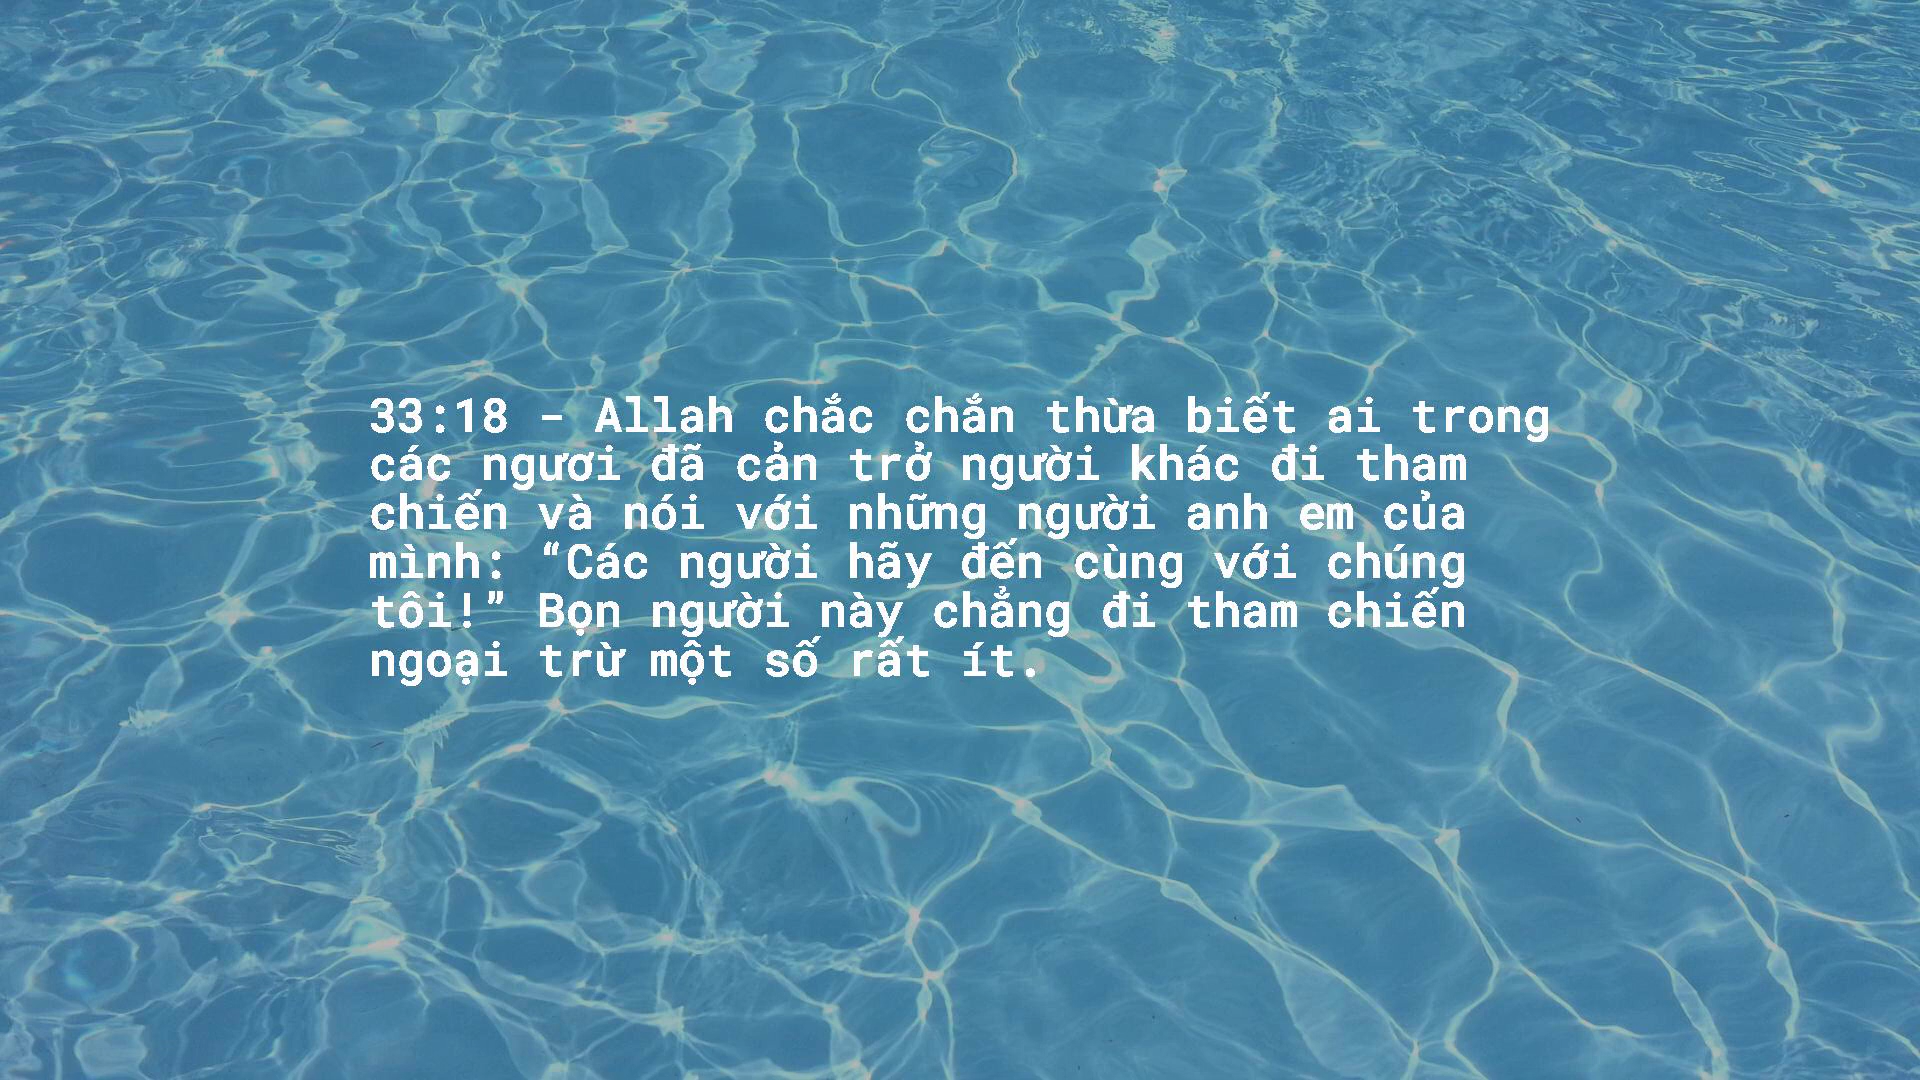 33:18 - Allah chắc chắn thừa biết ai trong
các ngươi đã cản trở người khác đi tham
chiến và nói với những người anh em của
mình: “Các người hãy đến cùng với chúng
tôi!” Bọn người này chẳng đi tham chiến
ngoại trừ một số rất ít.